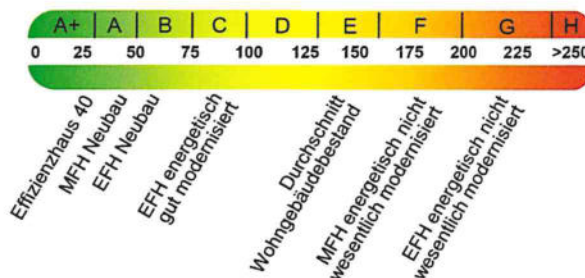 A+ A B C D E F G H
0 25 50 75 100 125 150 175 200 225 >250
Effizienzhaus 40
MFH Neubau
EFH Neubau
EFH energetisch
gut modernisiert
Durchschnitt
Wohngebäudebestand
MFH energetisch nicht
wesentlich modernisiert
EFH energetisch nicht
wesentlich modernisiert